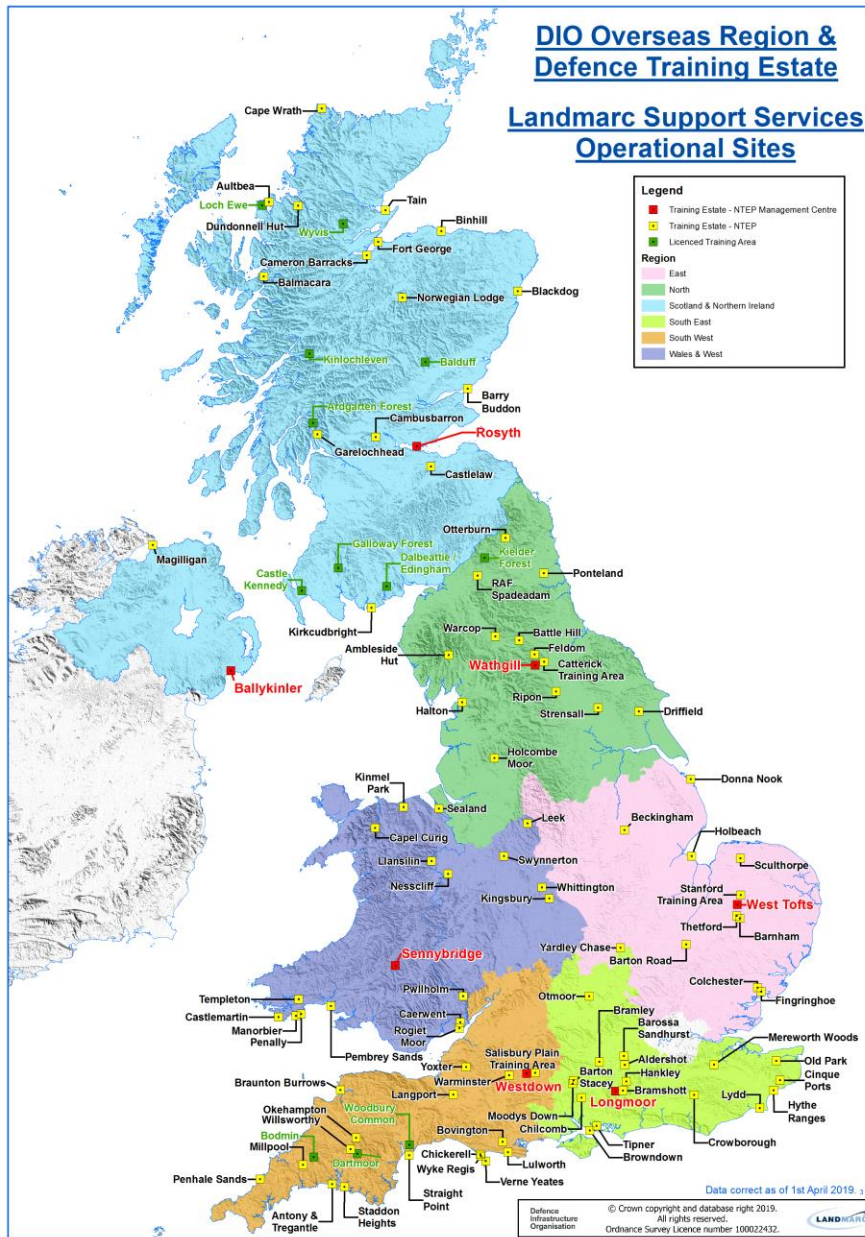 DIO Overseas Region &
Defence Training Estate
Landmarc Support Services
Operational Sites
Legend
Training Estate - NTEP Management Centre
Training Estate - NTEP
Licenced Training Area
Region
East
North
Scotland & Northern Ireland
South East
South West
Wales & West
Cape Wrath
Aultbea
Loch Ewe
Dundonnell Hut
Wyvis
Tain
Binhill
Fort George
Cameron Barracks
Balmacara
Norwegian Lodge
Blackdog
Kinlochleven
Balduff
Barry
Buddon
Ardgarten Forest
Cambusbarron
Garelochhead
Rosyth
Castlelaw
Otterburn
Magilligan
Galloway Forest
Dalbeattie /
Edingham
Castle
Kennedy
Kielder
Forest
RAF
Spadeadam
Ponteland
Kirkcudbright
Warcop
Battle Hill
Ambleside
Hut
Feldom
Wathgill
Catterick
Training Area
Ballykinler
Ripon
Halton
Strensall
Driffield
Holcombe
Moor
Kinmel
Park
Donna Nook
Sealand
Leek
Beckingham
Capel Curig
Holbeach
Llansilin
Swynnerton
Sculthorpe
Nesscliff
Whittington
Stanford
Training Area
Kingsbury
West Tofts
Thetford
Barnham
Yardley Chase
Barton Road
Sennybridge
Colchester
Pwllholm
Otmoor
Fingringhoe
Templeton
Castlemartin
Caerwent
Bramley
Manorbier
Rogiet
Moor
Barossa
Sandhurst
Mereworth Woods
Penally
Pembrey Sands
Salisbury Plain
Training Area
Yoxter
Aldershot
Old Park
Barton
Stacey
Hankley
Cinque
Ports
Braunton Burrows
Warminster
Westdown
Bramshott
Langport
Longmoor
Lydd
Hythe
Ranges
Okehampton
Willsworthy
Woodbury
Common
Moodys Down
Chilcomb
Crowborough
Bodmin
Millpool
Bovington
Tipner
Browndown
Dartmoor
Chickerell
Wyke Regis
Lulworth
Verne Yeates
Penhale Sands
Straight
Point
Antony &
Tregantle
Staddon
Heights
Data correct as of 1st April 2019. 3
Defence
Infrastructure
Organisation
© Crown copyright and database right 2019.
All rights reserved.
Ordnance Survey Licence number 100022432.
LANDMARC